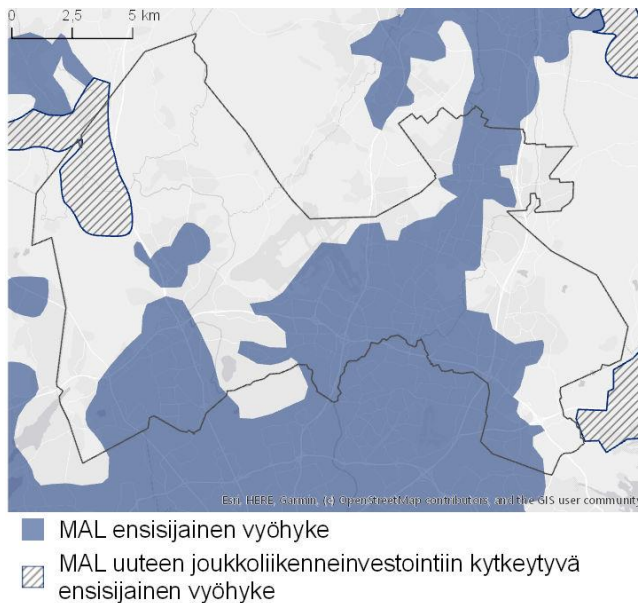 0 2,5 5 km
Esri, HERE, Garmin, (c) OpenStreetMap contributors, and the GIS user community
MAL ensisijainen vyöhyke
MAL uuteen joukkoliikenneinvestointiin kytkeytyvä
ensisijainen vyöhyke